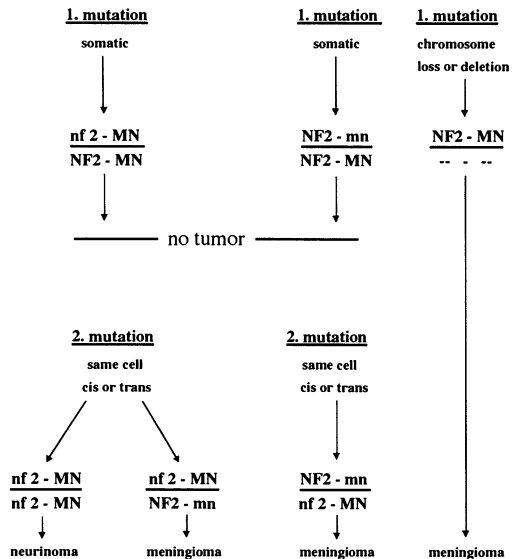 1. mutation
somatic
nf 2 - MN
NF2 - MN
1. mutation
somatic
NF2 - mn
NF2 - MN
1. mutation
chromosome
loss or deletion
NF2 - MN
-- - --
no tumor
2. mutation
same cell
cis or trans
nf 2 - MN
nf 2 - MN
neurinoma
nf 2 - MN
NF2 - mn
meningioma
2. mutation
same cell
cis or trans
NF2 - mn
nf 2 - MN
meningioma
meningioma